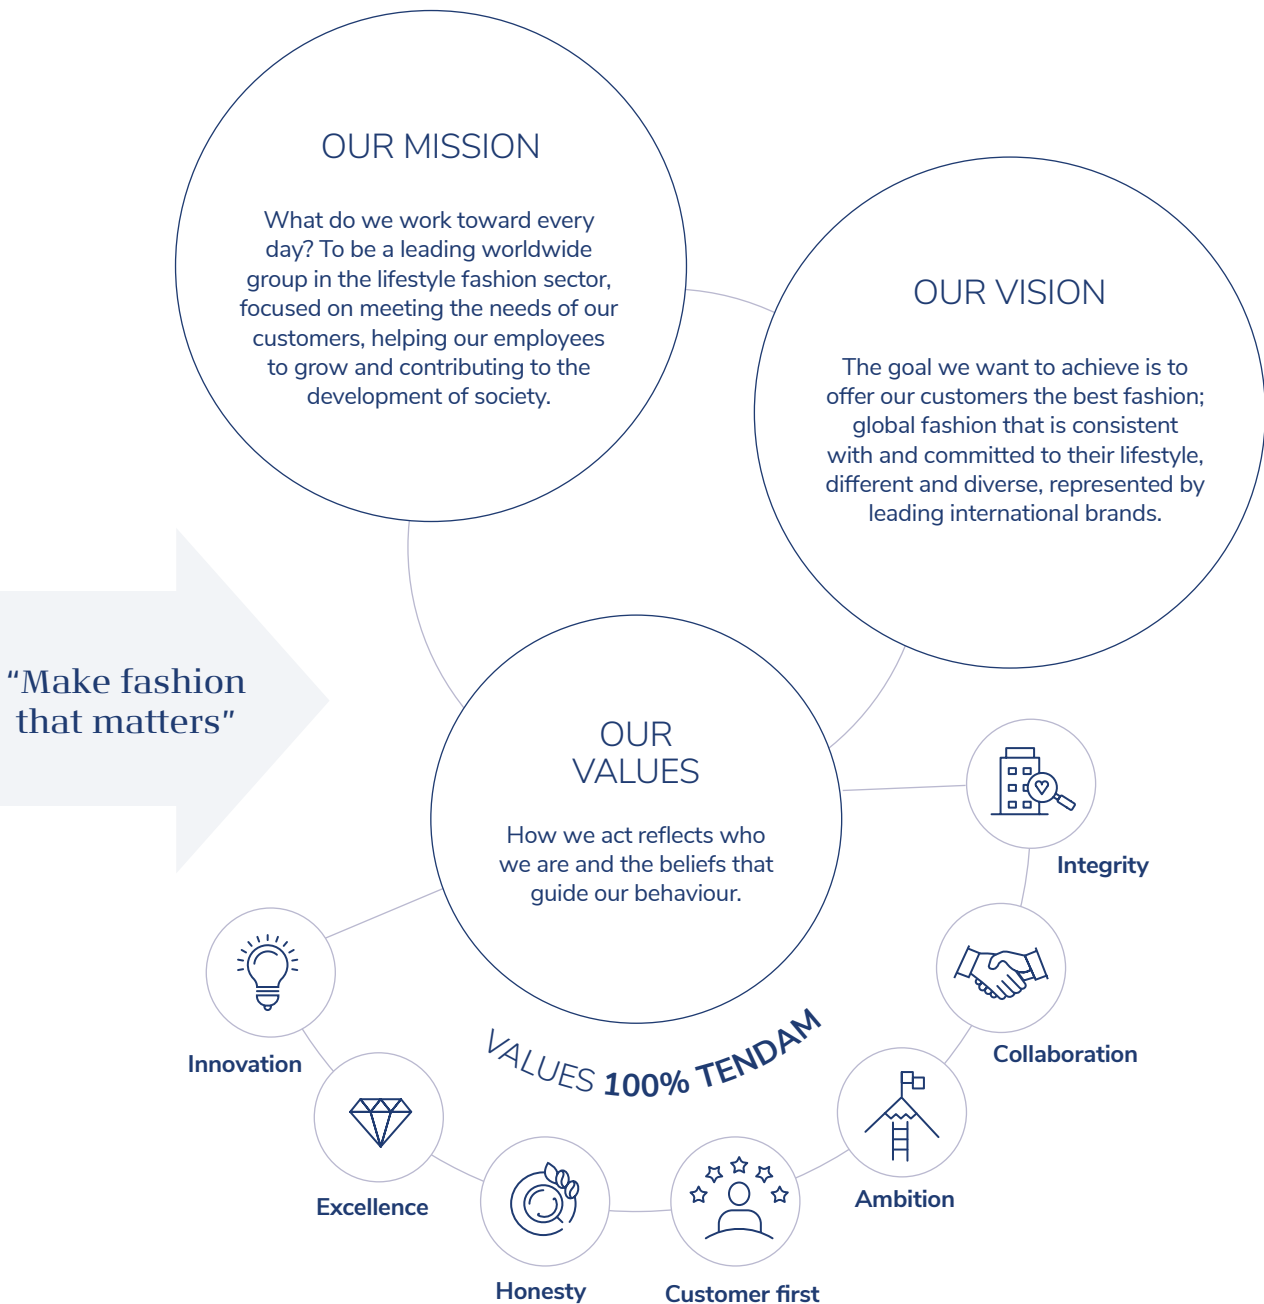 OUR MISSION
What do we work toward every
day? To be a leading worldwide
group in the lifestyle fashion sector,
focused on meeting the needs of our
customers, helping our employees
to grow and contributing to the
development of society.
OUR VISION
The goal we want to achieve is to
offer our customers the best fashion;
global fashion that is consistent
with and committed to their lifestyle,
different and diverse, represented by
leading international brands.
“Make fashion
that matters”
OUR
VALUES
How we act reflects who
we are and the beliefs that
guide our behaviour.
VALUES 100% TENDAM
Innovation
Excellence
Honesty
Customer first
Ambition
Collaboration
Integrity